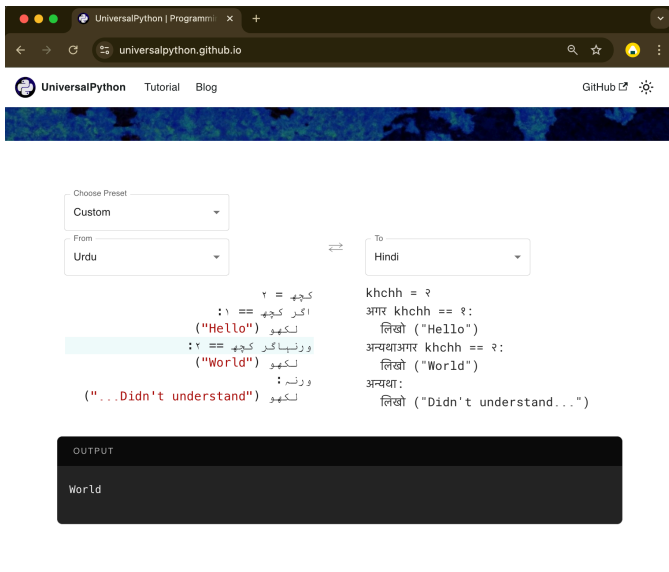 UniversalPython | Programmi
universalpython.github.io
UniversalPython Tutorial Blog GitHub
Choose Preset
Custom
From
Urdu
To
Hindi
کچھ = ۲
اگر کچھ == ۱:
لکھو ("Hello")
ورنہاگر کچھ == ۲:
لکھو ("World")
ورنہ:
لکھو ("Didn't understand...")
khchh = २
अगर khchh == १:
लिखो ("Hello")
अन्यथाअगर khchh == २:
लिखो ("World")
अन्यथा:
लिखो ("Didn't understand...")
OUTPUT
World